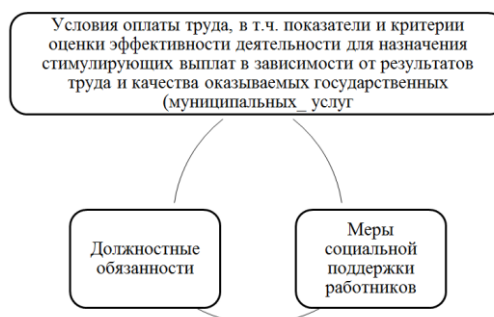 Условия оплаты труда, в т.ч. показатели и критерии
оценки эффективности деятельности для назначения
стимулирующих выплат в зависимости от результатов
труда и качества оказываемых государственных
(муниципальных_ услуг
Должностные
обязанности
Меры
социальной
поддержки
работников